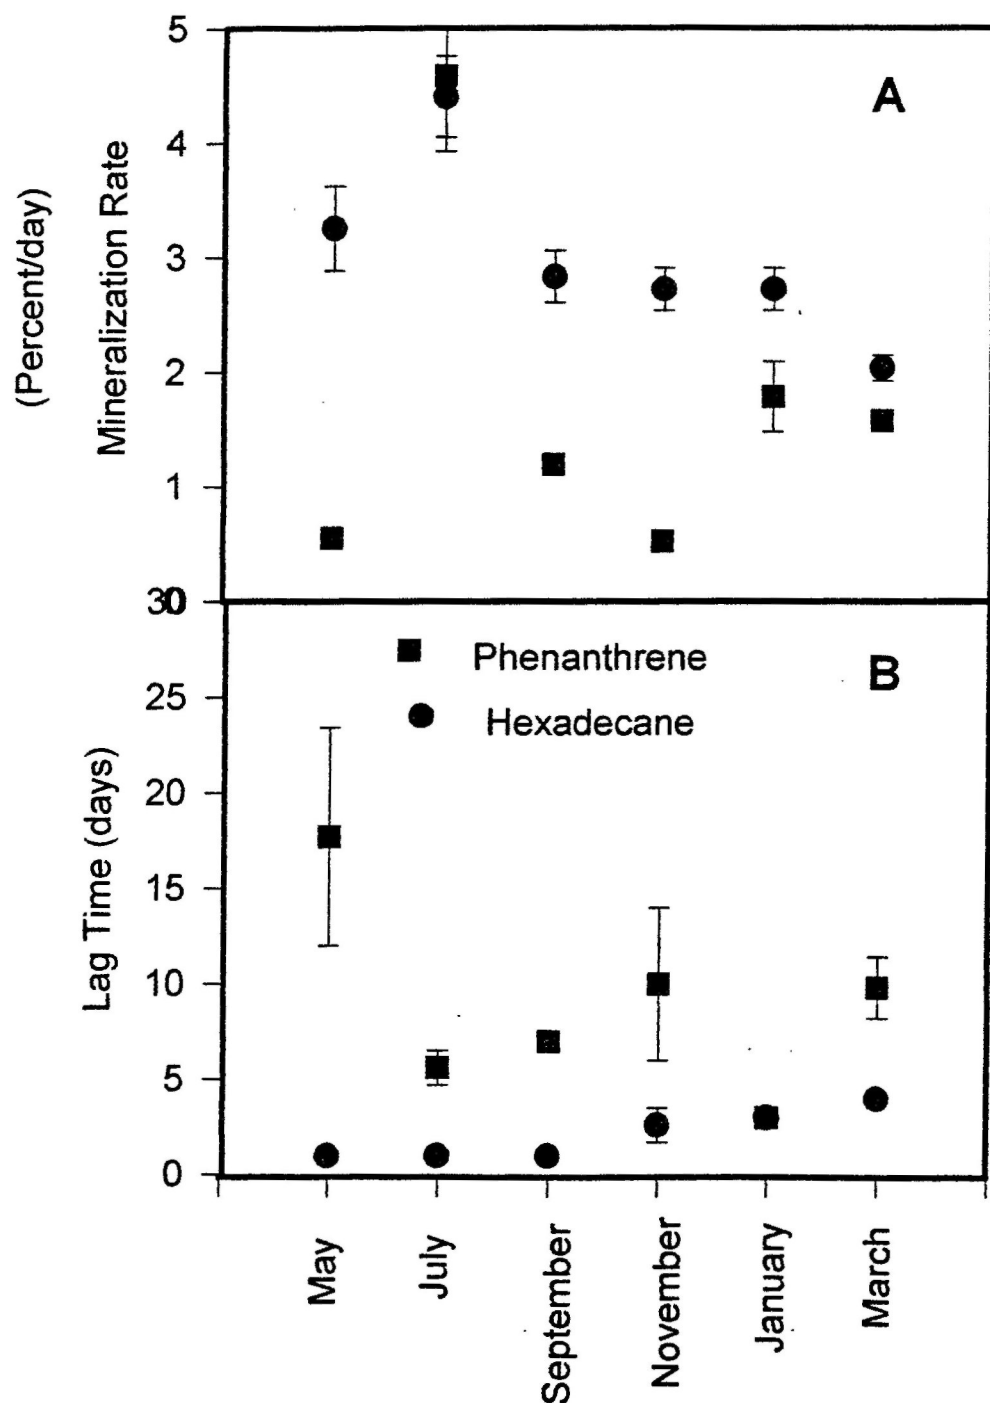 (Percent/day)
Mineralization Rate
5
4
3
2
1
0
A
30
25
20
15
10
5
0
Lag Time (days)
Phenanthrene
Hexadecane
B
May
July
September
November
January
March